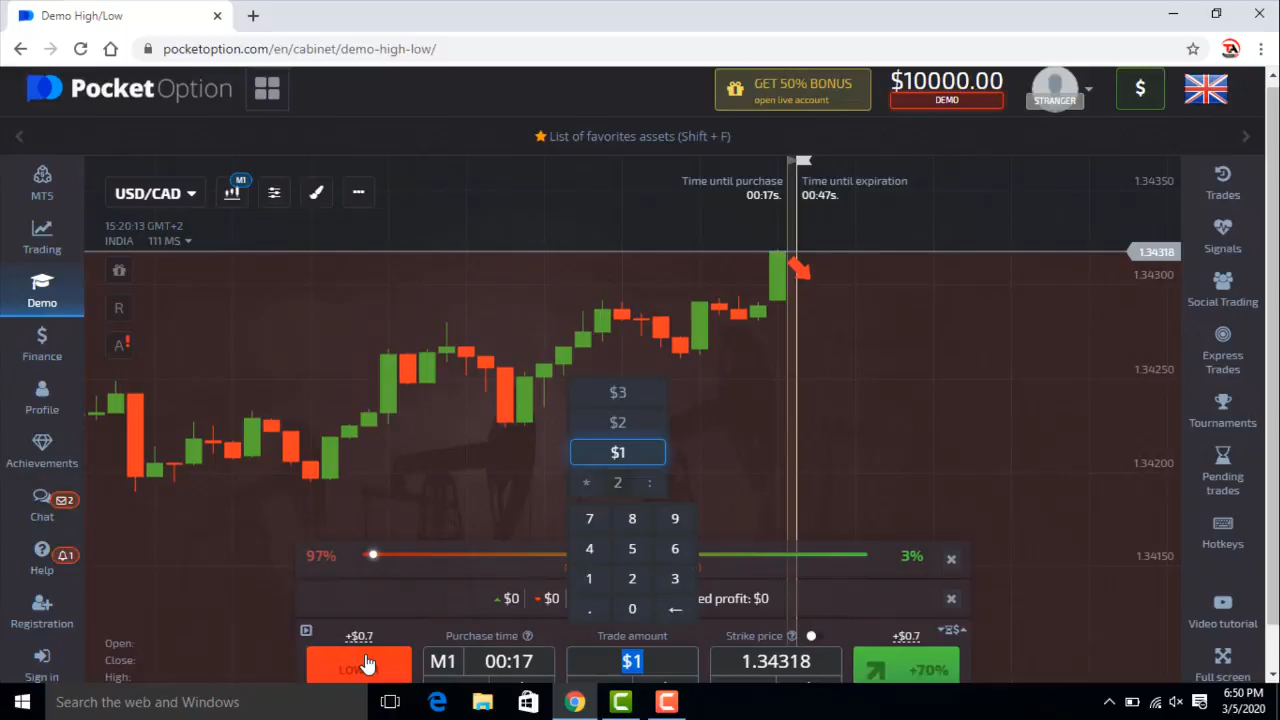 Demo High/Low
pocketoption.com/en/cabinet/demo-high-low/
PocketOption
GET 50% BONUS
open live account
$10000.00
DEMO
STRANGER
$
List of favorites assets (Shift + F)
MT5
Trading
Demo
Finance
Profile
Achievements
Chat
2
Help
1
Registration
Sign in
USD/CAD
M1
15:20:13 GMT+2
INDIA 111 MS
R
A!
Time until purchase
00:17s.
Time until expiration
00:47s.
1.34350
1.34318
1.34300
1.34250
1.34200
1.34150
$3
$2
$1
* 2 :
7 8 9
4 5 6
1 2 3
. 0 ←
97%
3%
$0 $0
ed profit: $0
+$0.7
Purchase time
Trade amount
Strike price
+$0.7
M1 00:17
$1
1.34318
+70%
Open:
Close:
High:
Trades
Signals
Social Trading
Express
Trades
Tournaments
Pending
trades
Hotkeys
Video tutorial
Full screen
Search the web and Windows
6:50 PM
3/5/2020